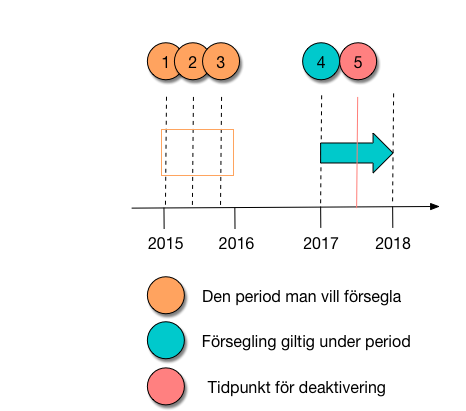 1 2 3 4 5
2015 2016 2017 2018
Den period man vill försegla
Försegling giltig under period
Tidpunkt för deaktivering